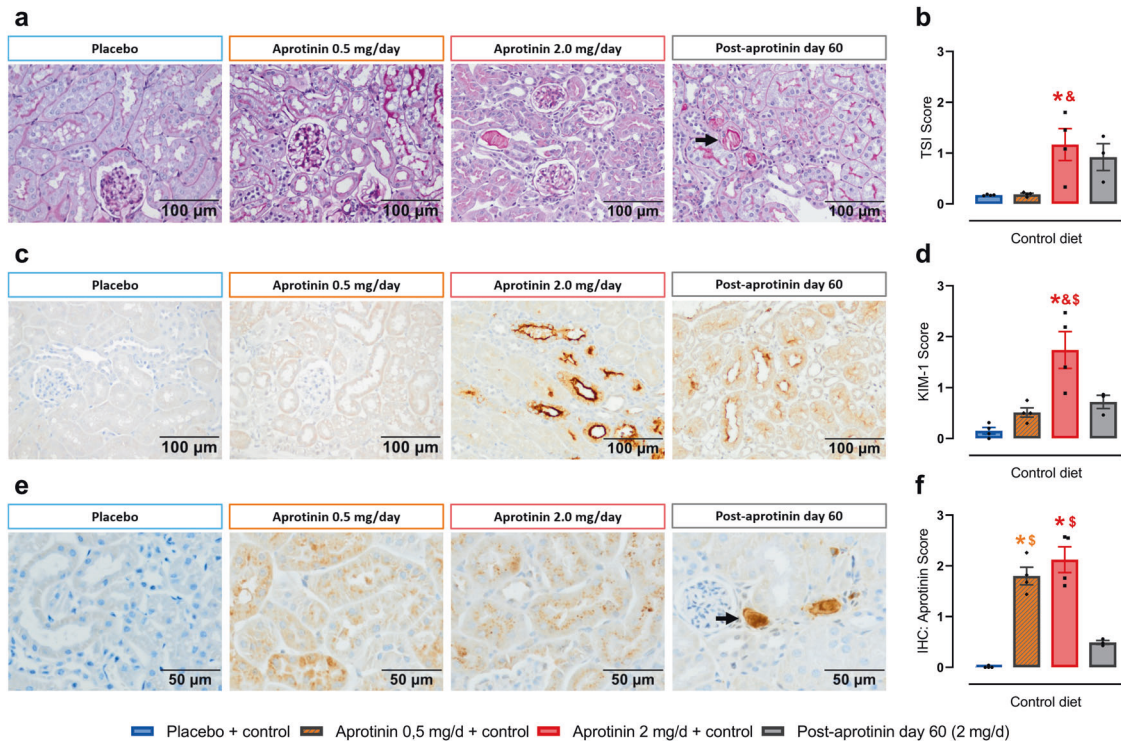 a
Placebo
Aprotinin 0.5 mg/day
Aprotinin 2.0 mg/day
Post-aprotinin day 60
100 µm
100 µm
100 µm
100 µm
b
TSI Score
3
2
1
0
*&
Control diet
c
Placebo
Aprotinin 0.5 mg/day
Aprotinin 2.0 mg/day
Post-aprotinin day 60
100 µm
100 µm
100 µm
100 µm
d
KIM-1 Score
3
2
1
0
*&$
Control diet
e
Placebo
Aprotinin 0.5 mg/day
Aprotinin 2.0 mg/day
Post-aprotinin day 60
50 µm
50 µm
50 µm
50 µm
f
IHC: Aprotinin Score
3
2
1
0
*$
*$
Control diet
Placebo + control
Aprotinin 0,5 mg/d + control
Aprotinin 2 mg/d + control
Post-aprotinin day 60 (2 mg/d)